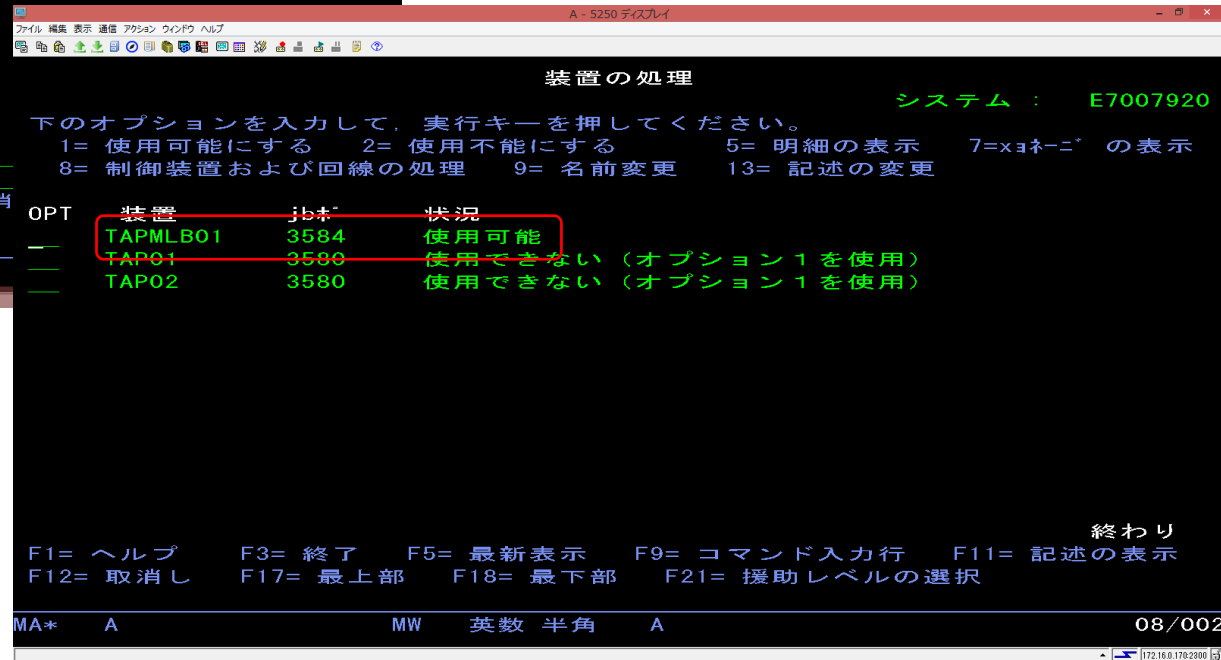 A - 5250 ディスプレイ
ファイル 編集 表示 通信 アクション ウィンドウ ヘルプ
装置の処理
システム : E7007920
下のオプションを入力して，実行キーを押してください。
1= 使用可能にする 2= 使用不能にする 5= 明細の表示 7=xｮﾈｰﾆﾞ の表示
8= 制御装置および回線の処理 9= 名前変更 13= 記述の変更
OPT 装置 jbﾎﾞ 状況
TAPMLB01 3584 使用可能
TAP01 3580 使用できない（オプション１を使用）
TAP02 3580 使用できない（オプション１を使用）
終わり
F1= ヘルプ F3= 終了 F5= 最新表示 F9= コマンド入力行 F11= 記述の表示
F12= 取消し F17= 最上部 F18= 最下部 F21= 援助レベルの選択
MA* A MW 英数 半角 A 08/002
172.16.0.170:2300